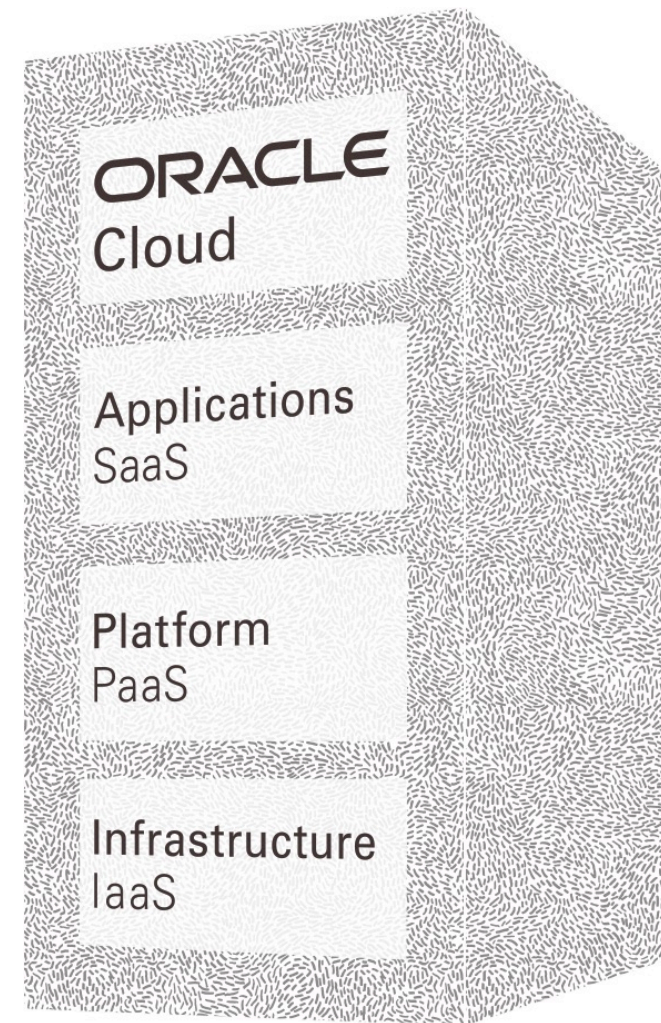 ORACLE
Cloud
Applications
SaaS
Platform
PaaS
Infrastructure
IaaS